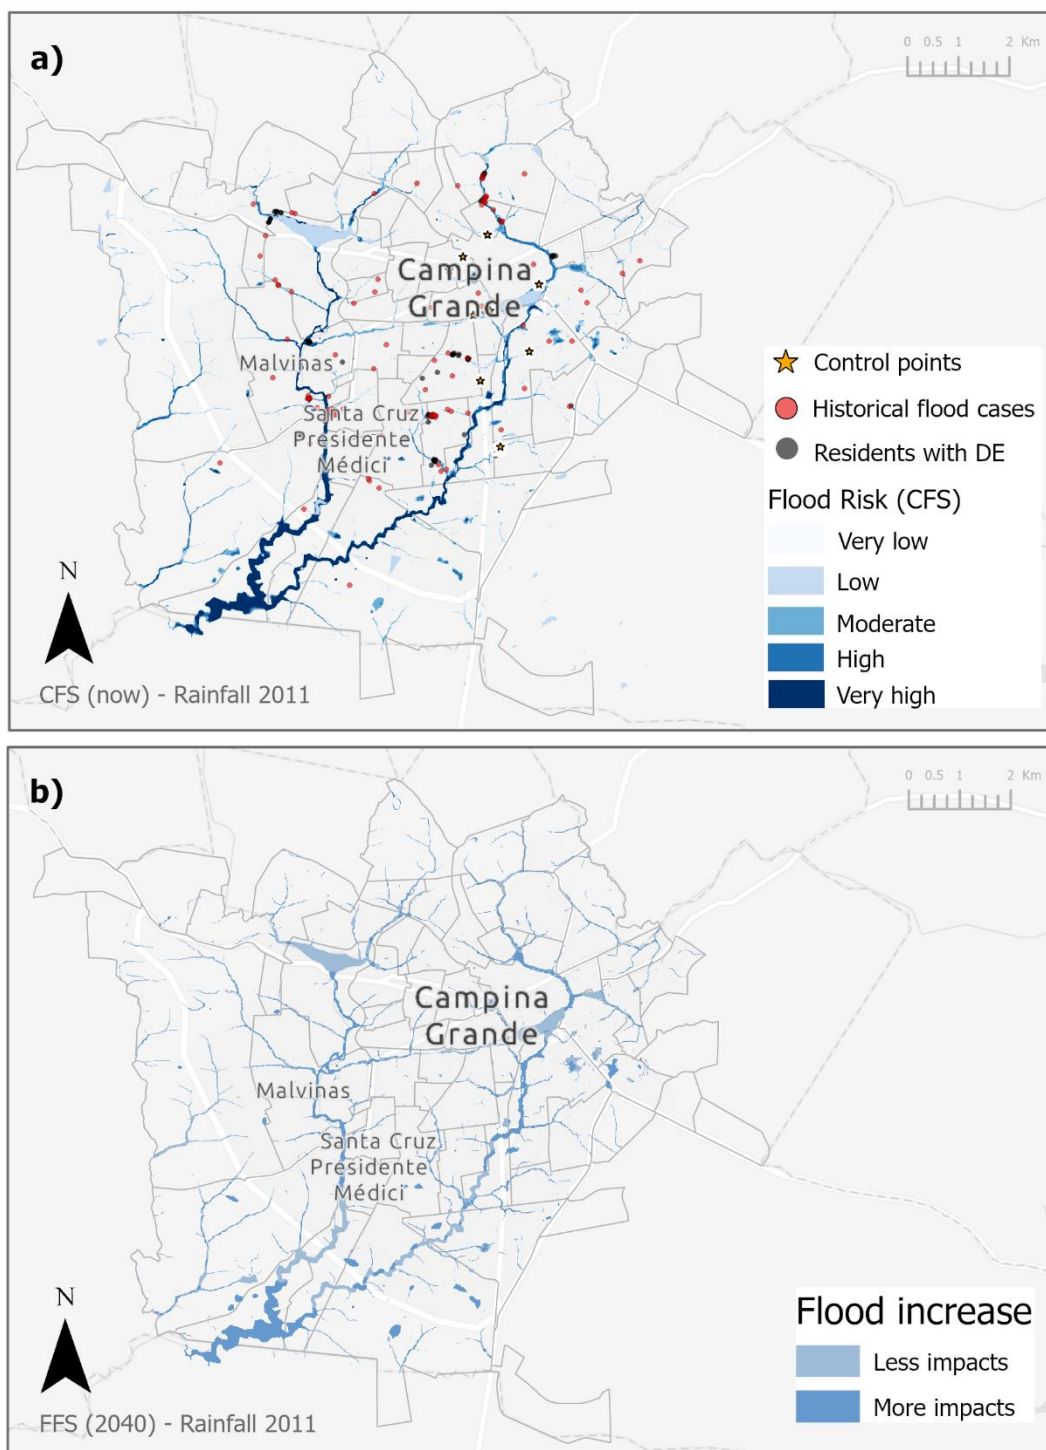 a)
0 0.5 1 2 Km
Campina
Grande
Malvinas
Santa Cruz
Presidente
Médici
Control points
Historical flood cases
Residents with DE
Flood Risk (CFS)
Very low
Low
Moderate
High
Very high
N
CFS (now) - Rainfall 2011
b)
0 0.5 1 2 Km
Campina
Grande
Malvinas
Santa Cruz
Presidente
Médici
N
Flood increase
Less impacts
More impacts
FFS (2040) - Rainfall 2011